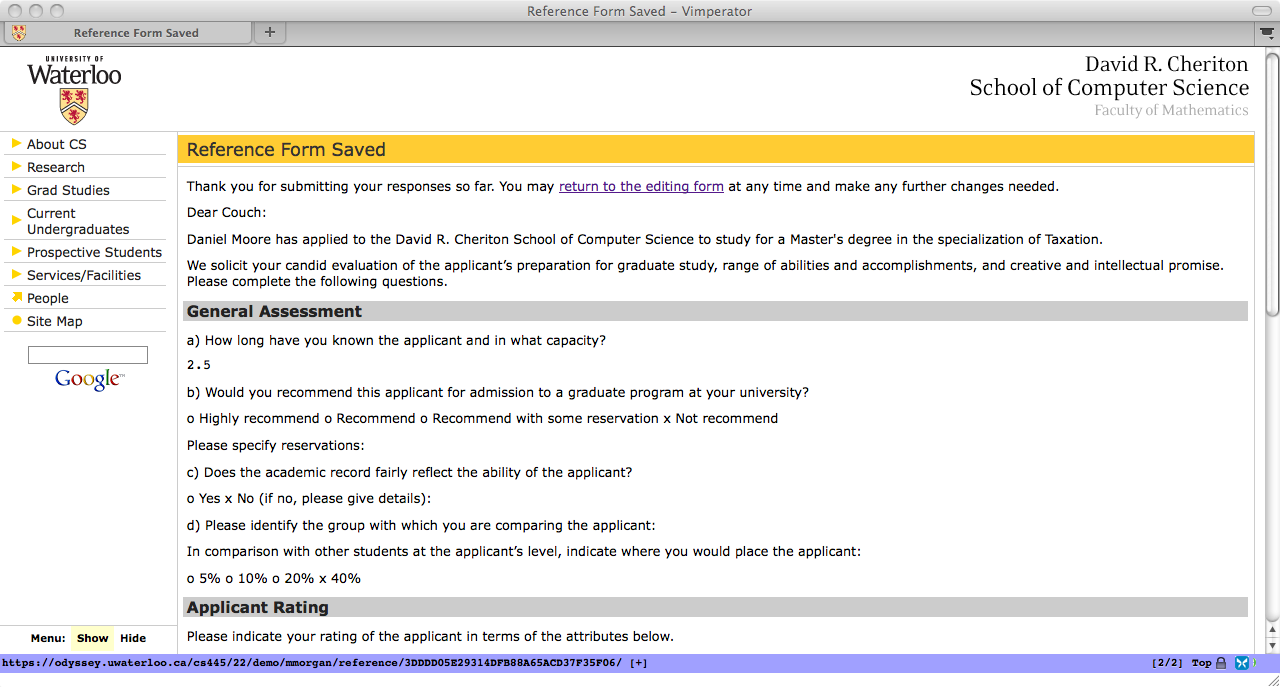 Reference Form Saved – Vimperator
Reference Form Saved
+
UNIVERSITY OF
Waterloo
David R. Cheriton
School of Computer Science
Faculty of Mathematics
About CS
Research
Grad Studies
Current
Undergraduates
Prospective Students
Services/Facilities
People
Site Map
Google™
Menu: Show Hide
Reference Form Saved
Thank you for submitting your responses so far. You may return to the editing form at any time and make any further changes needed.
Dear Couch:
Daniel Moore has applied to the David R. Cheriton School of Computer Science to study for a Master's degree in the specialization of Taxation.
We solicit your candid evaluation of the applicant’s preparation for graduate study, range of abilities and accomplishments, and creative and intellectual promise.
Please complete the following questions.
General Assessment
a) How long have you known the applicant and in what capacity?
2.5
b) Would you recommend this applicant for admission to a graduate program at your university?
o Highly recommend o Recommend o Recommend with some reservation x Not recommend
Please specify reservations:
c) Does the academic record fairly reflect the ability of the applicant?
o Yes x No (if no, please give details):
d) Please identify the group with which you are comparing the applicant:
In comparison with other students at the applicant’s level, indicate where you would place the applicant:
o 5% o 10% o 20% x 40%
Applicant Rating
Please indicate your rating of the applicant in terms of the attributes below.
https://odyssey.uwaterloo.ca/cs445/22/demo/mmorgan/reference/3DDDD05E29314DFB88A65ACD37F35F06/ [+]
[2/2] Top